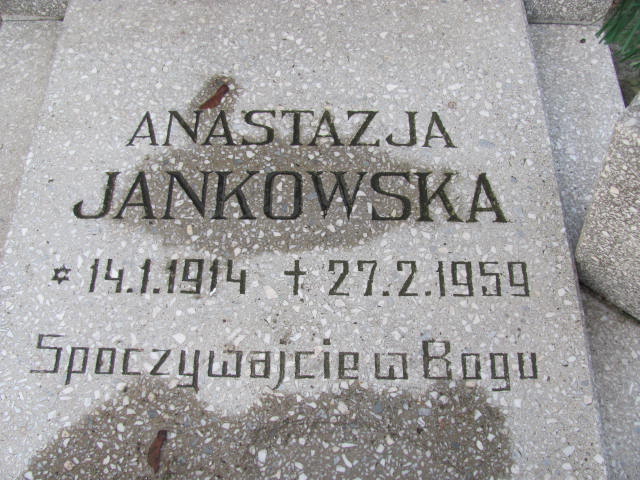 ANASTAZJA
JANKOWSKA
✡ 14.1.1914 ✝ 27.2.1959
Spoczywajcie w Bogu